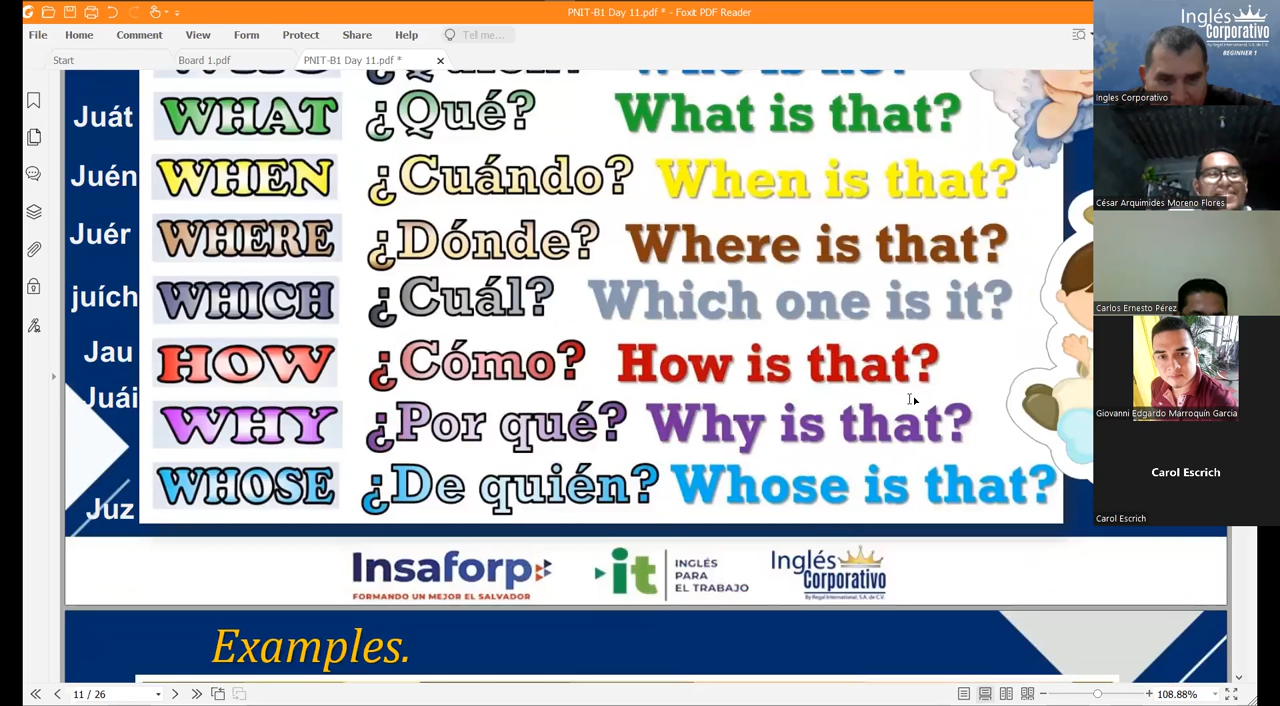 PNIT-B1 Day 11.pdf * - Foxit PDF Reader
File Home Comment View Form Protect Share Help Tell me...
Start Board 1.pdf PNIT-B1 Day 11.pdf *
Juát WHAT ¿Qué? What is that?
Juén WHEN ¿Cuándo? When is that?
Juér WHERE ¿Dónde? Where is that?
juích WHICH ¿Cuál? Which one is it?
Jau HOW ¿Cómo? How is that?
Juái WHY ¿Por qué? Why is that?
Juz WHOSE ¿De quién? Whose is that?
Insaforp
FORMANDO UN MEJOR EL SALVADOR
it INGLÉS
PARA
EL TRABAJO
Inglés
Corporativo
By Regal International, S.A. de C.V.
Examples.
11 / 26
108.88%
Inglés
Corporativo
By Regal International, S.A. de C.V.
BEGINNER 1
Ingles Corporativo
César Arquimides Moreno Flores
Carlos Ernesto Pérez
Giovanni Edgardo Marroquín Garcia
Carol Escrich
Carol Escrich